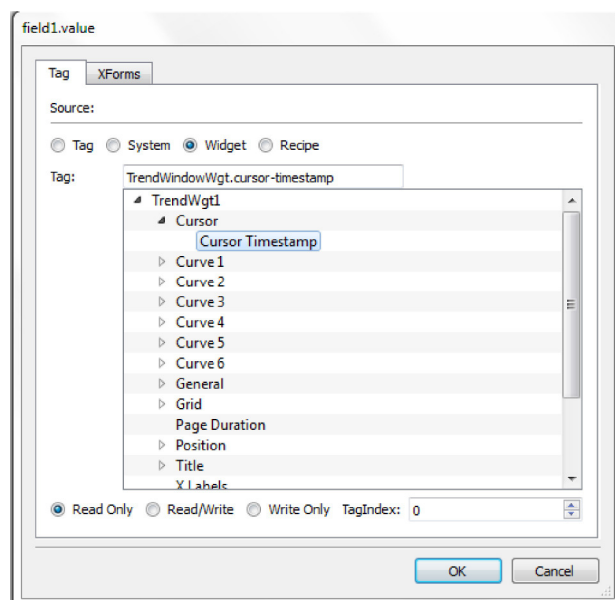 field1.value
Tag XForms
Source:
Tag System Widget Recipe
Tag: TrendWindowWgt.cursor-timestamp
TrendWgt1
Cursor
Cursor Timestamp
Curve 1
Curve 2
Curve 3
Curve 4
Curve 5
Curve 6
General
Grid
Page Duration
Position
Title
X Labels
Read Only Read/Write Write Only TagIndex: 0
OK Cancel